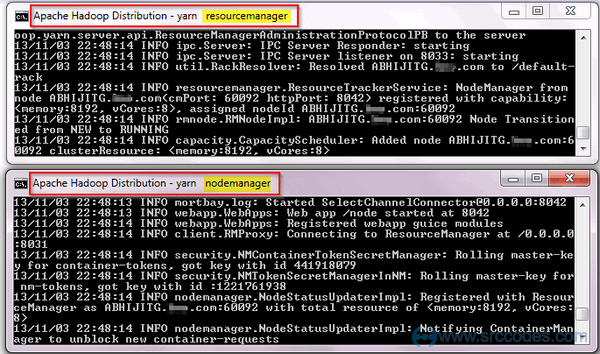 Apache Hadoop Distribution - yarn resourcemanager
oop.yarn.server.api.ResourceManagerAdministrationProtocolPB to the server
13/11/03 22:48:14 INFO ipc.Server: IPC Server Responder: starting
13/11/03 22:48:14 INFO ipc.Server: IPC Server listener on 8033: starting
13/11/03 22:48:14 INFO util.RackResolver: Resolved ABHIJITG. .com to /default-
rack
13/11/03 22:48:14 INFO resourcemanager.ResourceTrackerService: NodeManager from
node ABHIJITG. .com(cmPort: 60092 httpPort: 8042) registered with capability:
<memory:8192, vCores:8>, assigned nodeId ABHIJITG. .com:60092
13/11/03 22:48:14 INFO rmnode.RMNodeImpl: ABHIJITG. .com:60092 Node Transition
ed from NEW to RUNNING
13/11/03 22:48:14 INFO capacity.CapacityScheduler: Added node ABHIJITG. .com:6
0092 clusterResource: <memory:8192, vCores:8>
Apache Hadoop Distribution - yarn nodemanager
13/11/03 22:48:13 INFO mortbay.log: Started SelectChannelConnector@0.0.0.0:8042
13/11/03 22:48:13 INFO webapp.WebApps: Web app /node started at 8042
13/11/03 22:48:14 INFO webapp.WebApps: Registered webapp guice modules
13/11/03 22:48:14 INFO client.RMProxy: Connecting to ResourceManager at /0.0.0.0
:8031
13/11/03 22:48:14 INFO security.NMContainerTokenSecretManager: Rolling master-ke
y for container-tokens, got key with id 441918079
13/11/03 22:48:14 INFO security.NMTokenSecretManagerInNM: Rolling master-key for
nm-tokens, got key with id :1221761938
13/11/03 22:48:14 INFO nodemanager.NodeStatusUpdaterImpl: Registered with Resour
ceManager as ABHIJITG. .com:60092 with total resource of <memory:8192, vCores:
8>
13/11/03 22:48:14 INFO nodemanager.NodeStatusUpdaterImpl: Notifying ContainerMan
ager to unblock new container-requests
www.srccodes.com